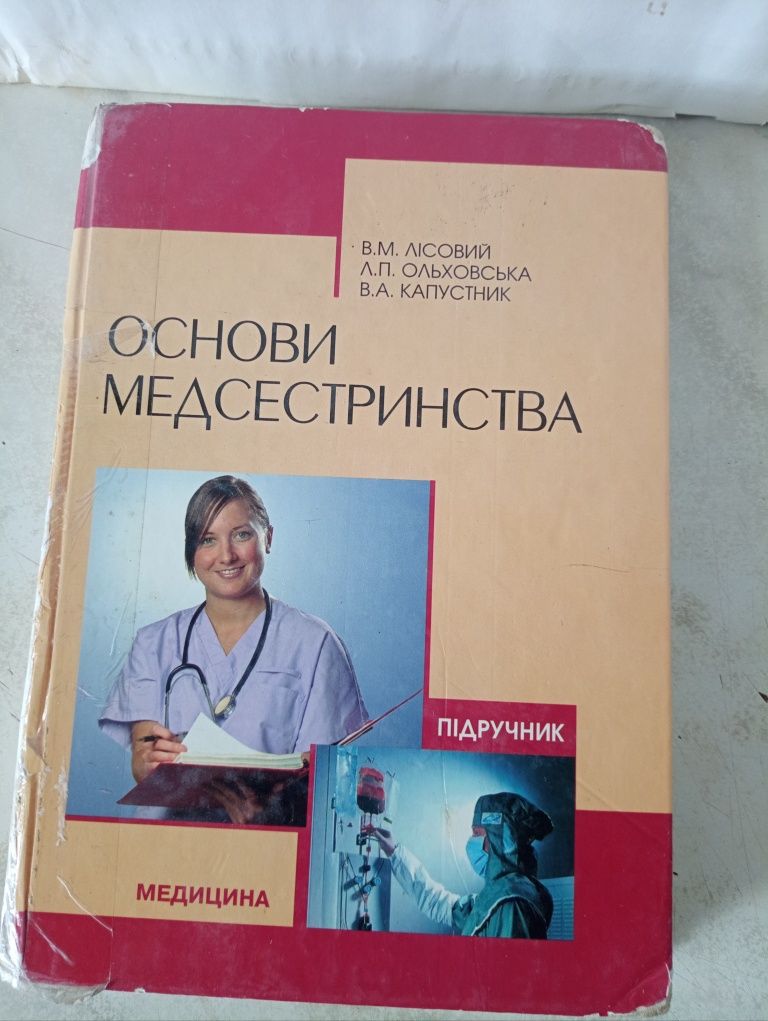 В.М. ЛІСОВИЙ
Л.П. ОЛЬХОВСЬКА
В.А. КАПУСТНИК
ОСНОВИ
МЕДСЕСТРИНСТВА
ПІДРУЧНИК
МЕДИЦИНА